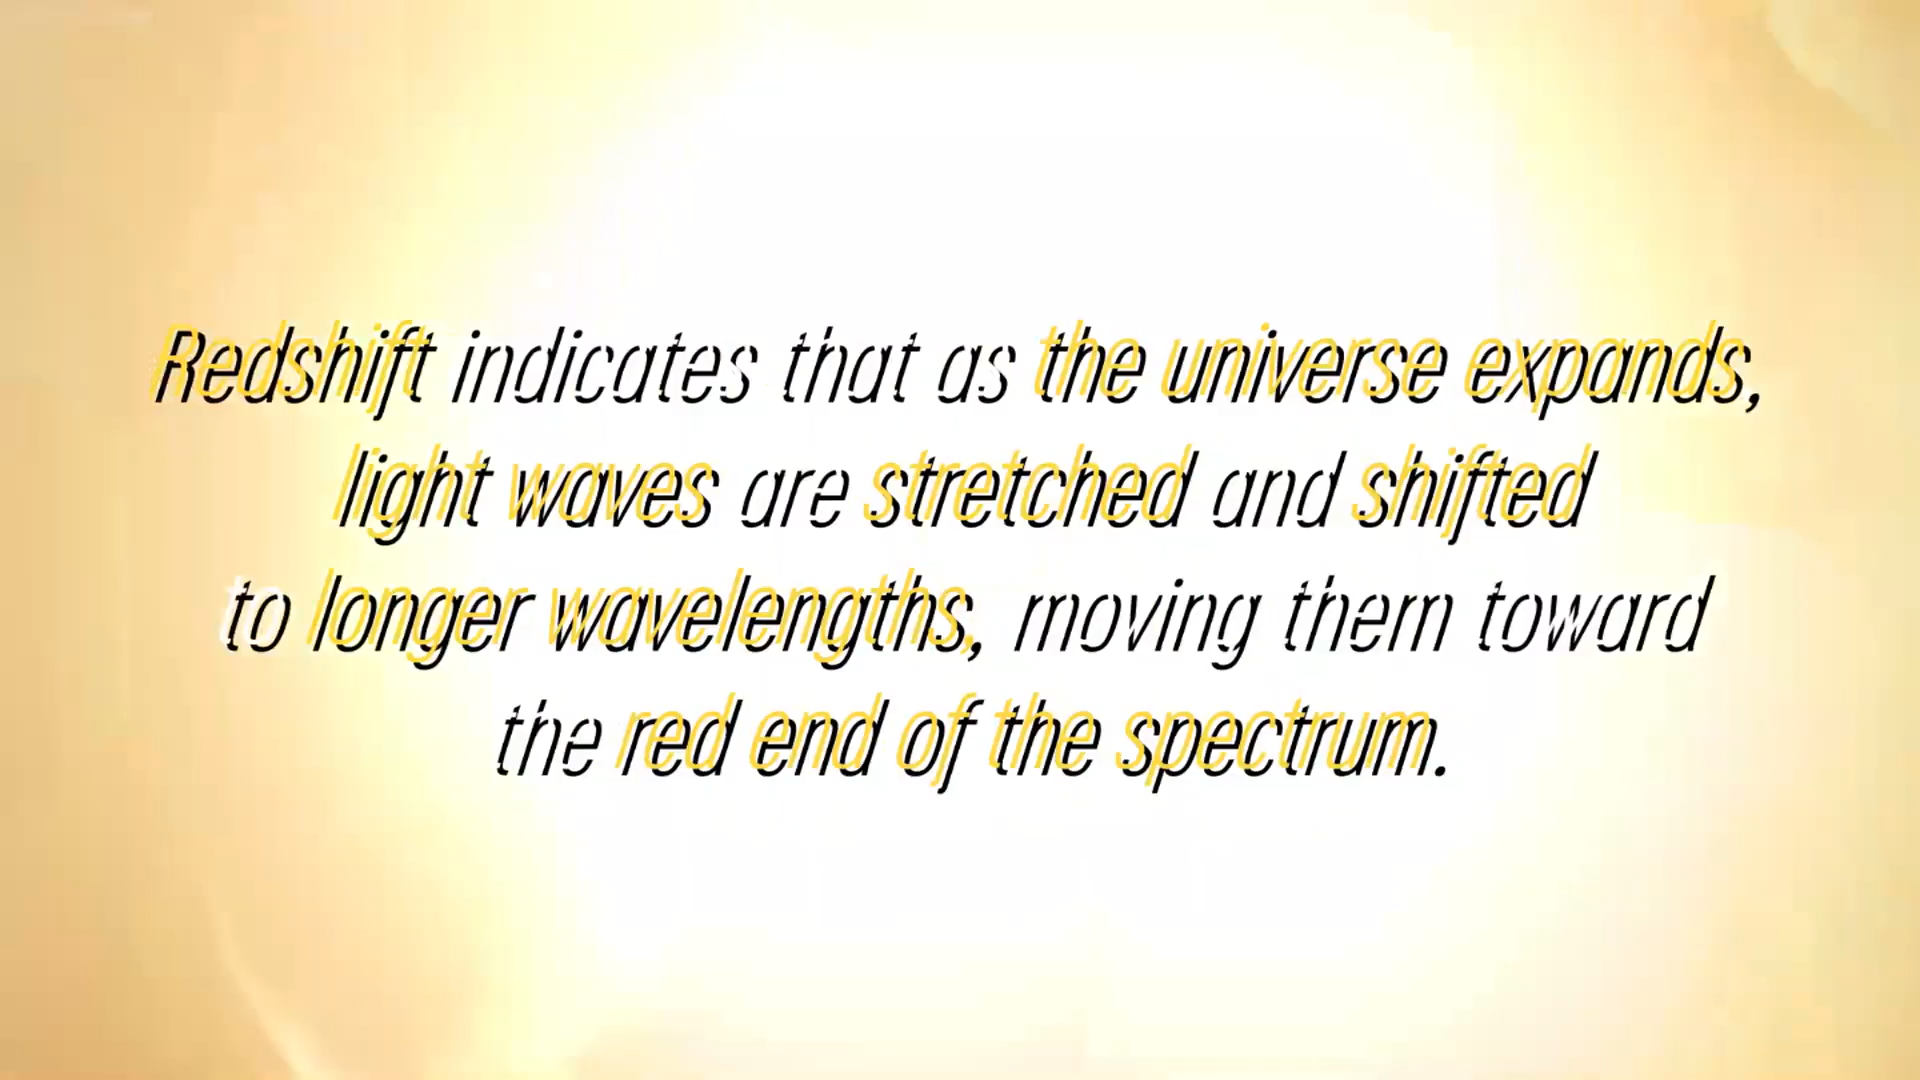 Redshift indicates that as the universe expands,
light waves are stretched and shifted
to longer wavelengths, moving them toward
the red end of the spectrum.